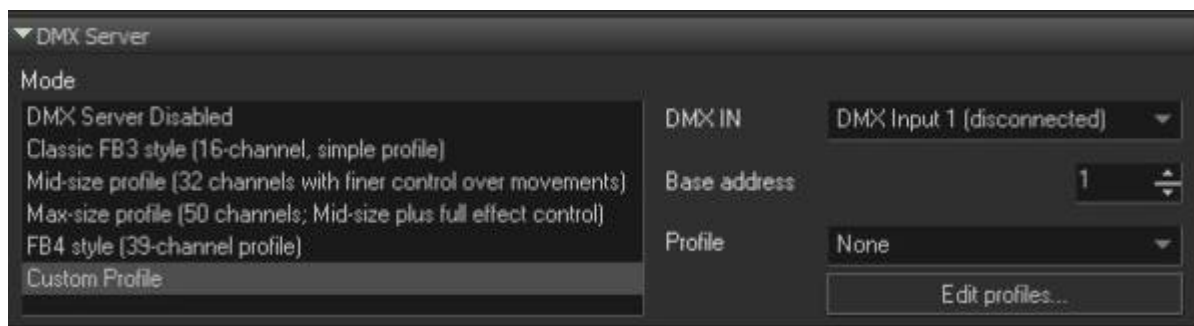 DMX Server
Mode
DMX Server Disabled
Classic FB3 style (16-channel, simple profile)
Mid-size profile (32 channels with finer control over movements)
Max-size profile (50 channels; Mid-size plus full effect control)
FB4 style (39-channel profile)
Custom Profile
DMX IN DMX Input 1 (disconnected)
Base address 1
Profile None
Edit profiles...